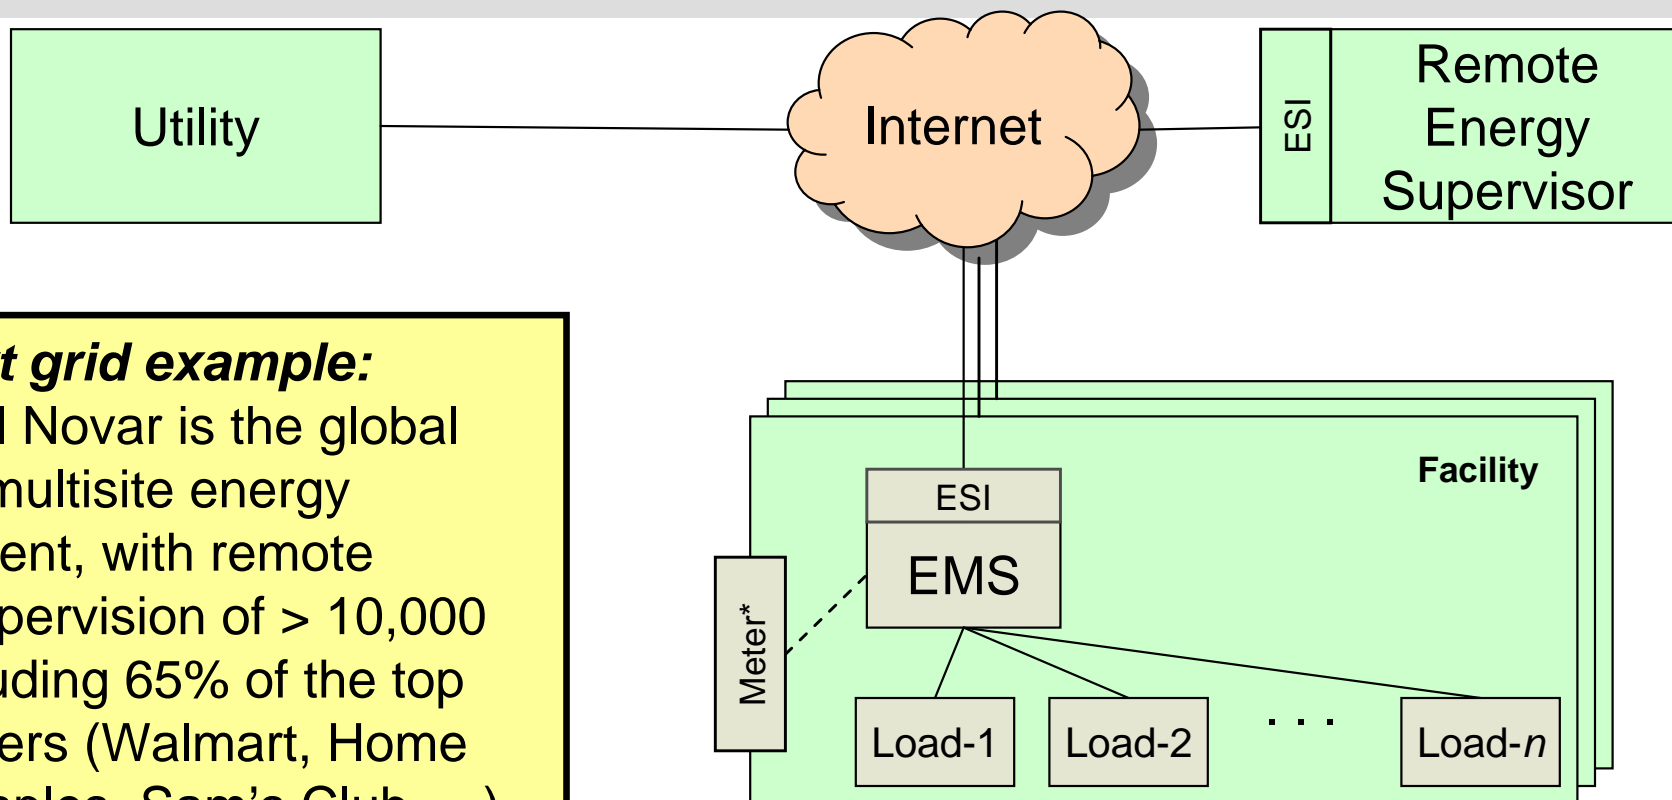 Utility
Internet
ESI
Remote
Energy
Supervisor
t grid example:
Novar is the global
multisite energy
ent, with remote
pervision of > 10,000
uding 65% of the top
ers (Walmart, Home
Sam's Club
Facility
ESI
EMS
Meter*
Load-1
Load-2
. . .
Load-n